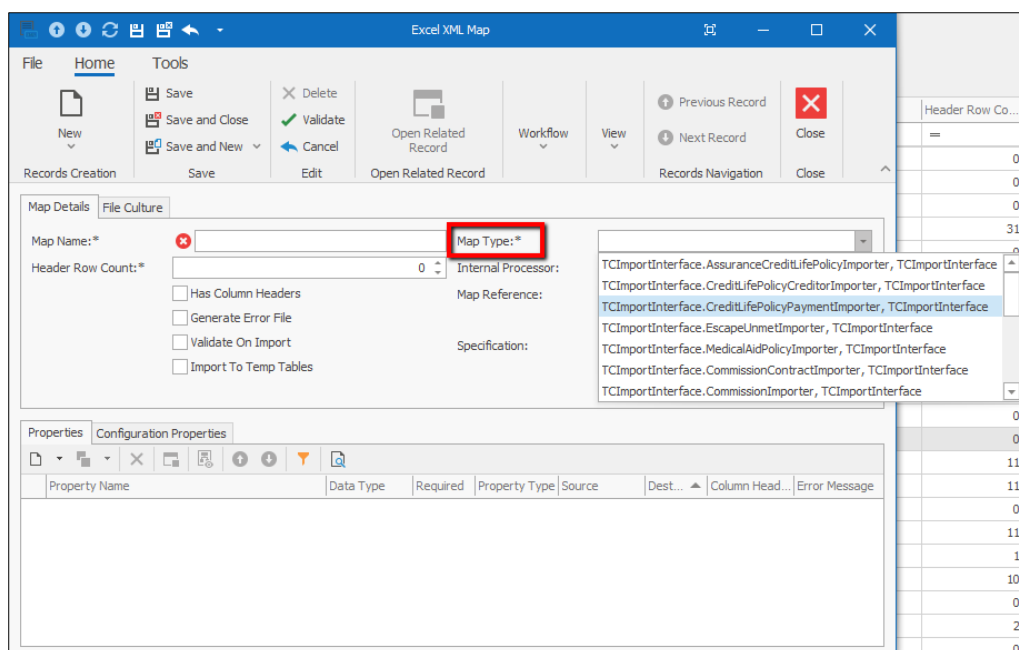 Excel XML Map
File Home Tools
New
Save
Save and Close
Save and New
Delete
Validate
Cancel
Open Related
Record
Workflow
View
Previous Record
Next Record
Close
Records Creation Save Edit Open Related Record Records Navigation Close
Map Details File Culture
Map Name:*
Map Type:*
Header Row Count:* 0
Internal Processor:
Has Column Headers
Map Reference:
Generate Error File
Validate On Import
Specification:
Import To Temp Tables
TCImportInterface.AssuranceCreditLifePolicyImporter, TCImportInterface
TCImportInterface.CreditLifePolicyCreditorImporter, TCImportInterface
TCImportInterface.CreditLifePolicyPaymentImporter, TCImportInterface
TCImportInterface.EscapeUnmetImporter, TCImportInterface
TCImportInterface.MedicalAidPolicyImporter, TCImportInterface
TCImportInterface.CommissionContractImporter, TCImportInterface
TCImportInterface.CommissionImporter, TCImportInterface
Properties Configuration Properties
Property Name Data Type Required Property Type Source Dest... Column Head... Error Message
Header Row Co...
=
0
0
0
31
0
0
11
11
0
11
1
10
0
2